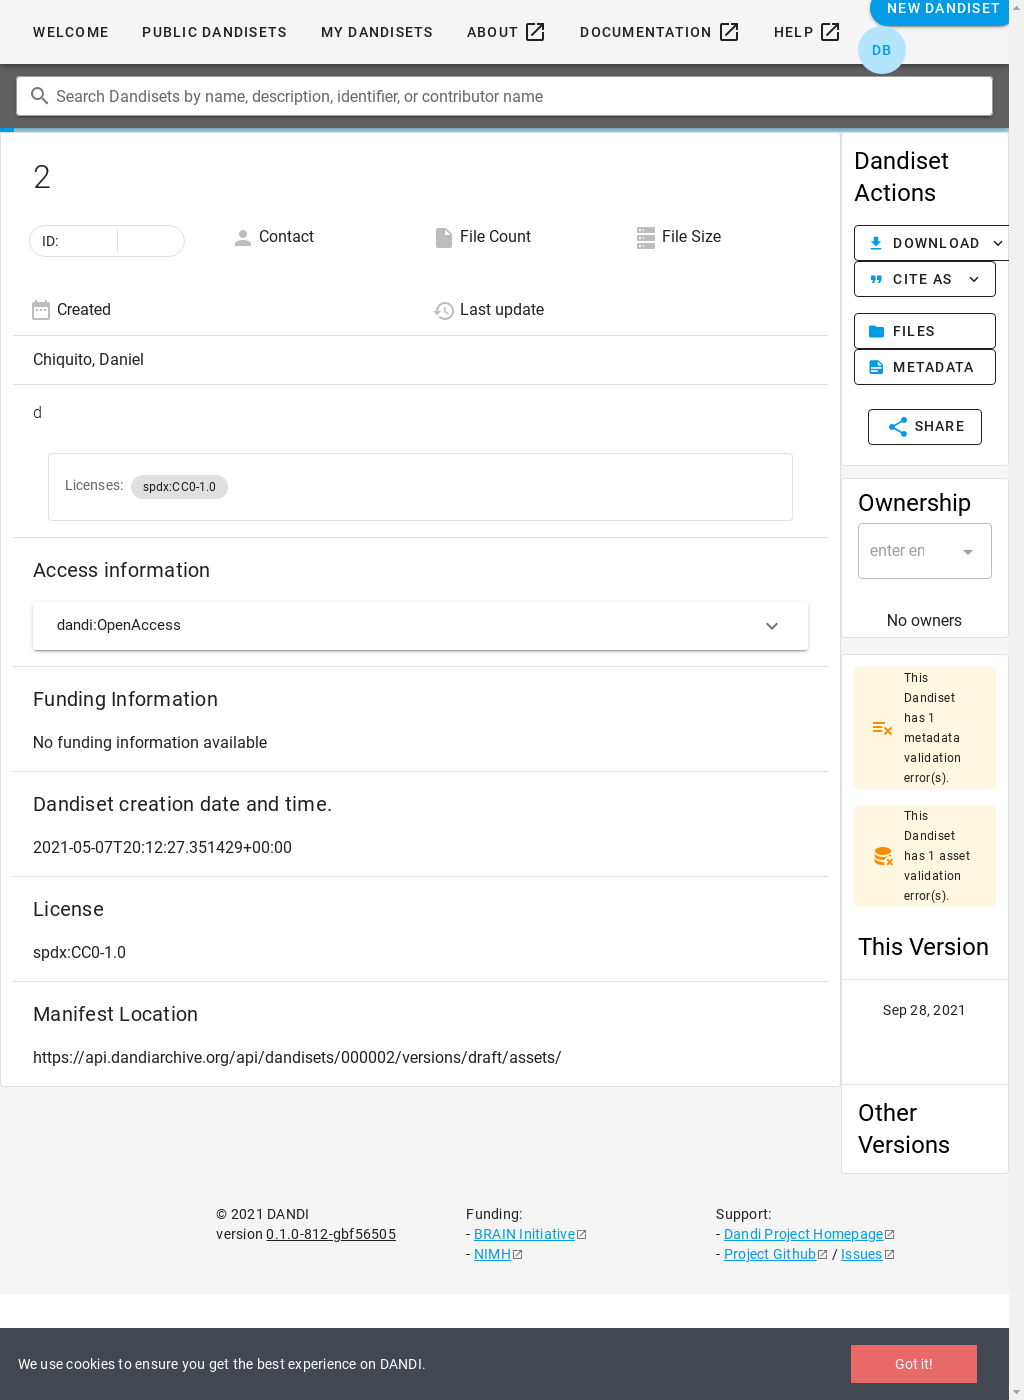 WELCOME
PUBLIC DANDISETS
MY DANDISETS
ABOUT
DOCUMENTATION
HELP
NEW DANDISET
DB
Search Dandisets by name, description, identifier, or contributor name
2
ID:
Contact
File Count
File Size
Created
Last update
Chiquito, Daniel
d
Licenses: spdx:CC0-1.0
Access information
dandi:OpenAccess
Funding Information
No funding information available
Dandiset creation date and time.
2021-05-07T20:12:27.351429+00:00
License
spdx:CC0-1.0
Manifest Location
https://api.dandiarchive.org/api/dandisets/000002/versions/draft/assets/
Dandiset
Actions
DOWNLOAD
CITE AS
FILES
METADATA
SHARE
Ownership
enter en
No owners
This
Dandiset
has 1
metadata
validation
error(s).
This
Dandiset
has 1 asset
validation
error(s).
This Version
Sep 28, 2021
Other
Versions
© 2021 DANDI
version 0.1.0-812-gbf56505
Funding:
- BRAIN Initiative
- NIMH
Support:
- Dandi Project Homepage
- Project Github / Issues
We use cookies to ensure you get the best experience on DANDI.
Got it!